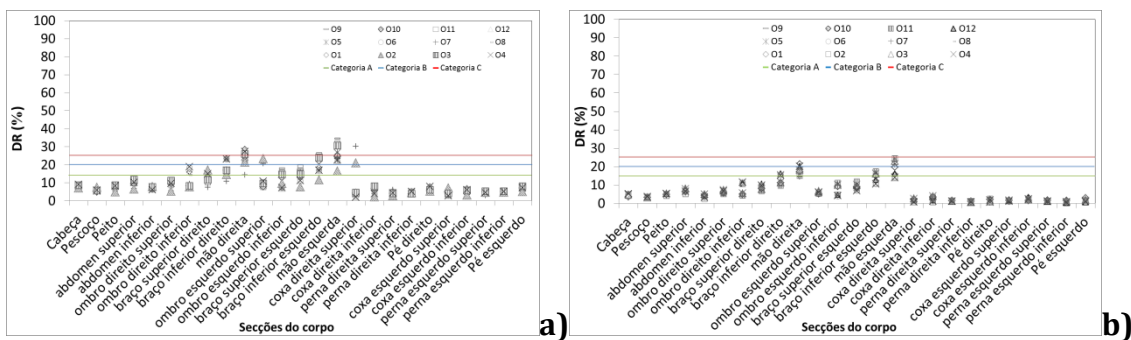 100
90
80
70
60
50
40
30
20
10
0
DR (%)
O9 O10 O11 O12
O5 O6 O7 O8
O1 O2 O3 O4
Categoria A Categoria B Categoria C
Cabeça
Pescoço
Peito
abdomen superior
abdomen inferior
ombro direito superior
ombro direito inferior
braço superior direito
braço inferior direito
mão direita
ombro esquerdo superior
ombro esquerdo inferior
braço superior esquerdo
braço inferior esquerdo
mão esquerda
coxa direita superior
coxa direita inferior
perna direita superior
perna direita inferior
Pé direito
coxa esquerdo superior
coxa esquerdo inferior
perna esquerdo superior
perna esquerdo inferior
Pé esquerdo
Secções do corpo
a)
100
90
80
70
60
50
40
30
20
10
0
DR (%)
O9 O10 O11 O12
O5 O6 O7 O8
O1 O2 O3 O4
Categoria A Categoria B Categoria C
Cabeça
Pescoço
Peito
abdomen superior
abdomen inferior
ombro direito superior
ombro direito inferior
braço superior direito
braço inferior direito
mão direita
ombro esquerdo superior
ombro esquerdo inferior
braço superior esquerdo
braço inferior esquerdo
mão esquerda
coxa direita superior
coxa direita inferior
perna direita superior
perna direita inferior
Pé direito
coxa esquerdo superior
coxa esquerdo inferior
perna esquerdo superior
perna esquerdo inferior
Pé esquerdo
Secções do corpo
b)